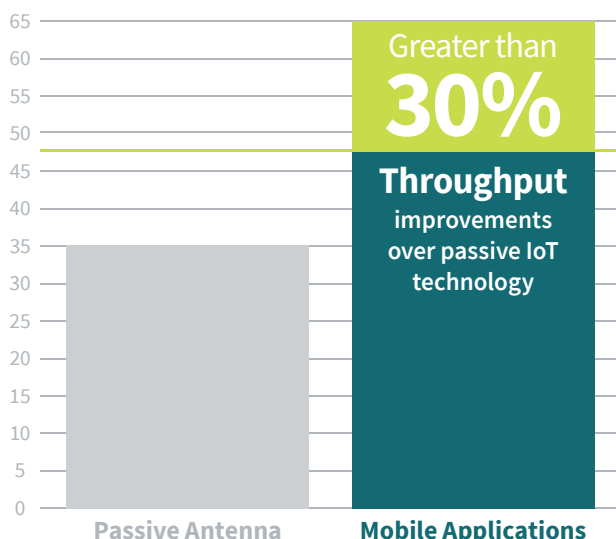 65
60
55
50
45
40
35
30
25
20
15
10
5
0
Greater than
30%
Throughput
improvements
over passive IoT
technology
Passive Antenna
Mobile Applications